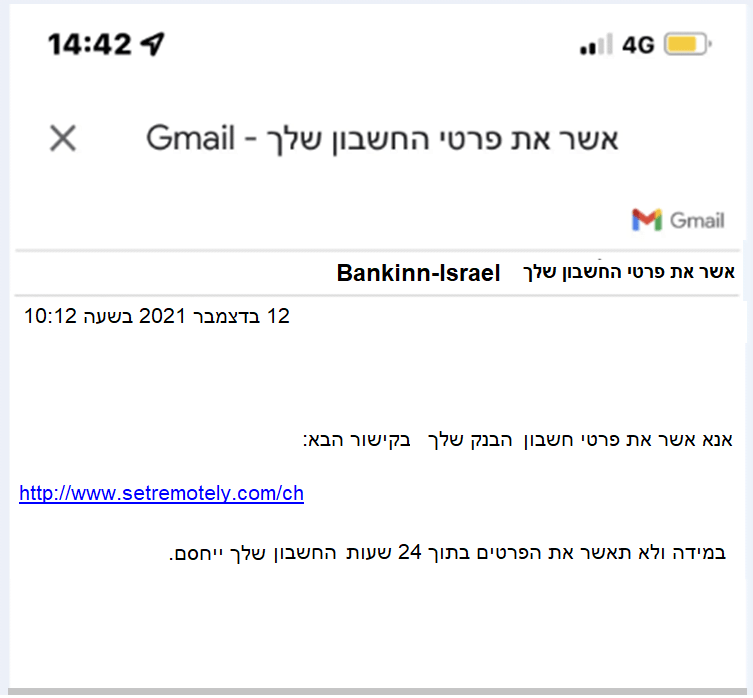 14:42 4G
אשר את פרטי החשבון שלך - Gmail
Gmail
אשר את פרטי החשבון שלך Bankinn-Israel
12 בדצמבר 2021 בשעה 10:12
אנא אשר את פרטי חשבון הבנק שלך בקישור הבא:
http://www.setremotely.com/ch
במידה ולא תאשר את הפרטים בתוך 24 שעות החשבון שלך ייחסם.